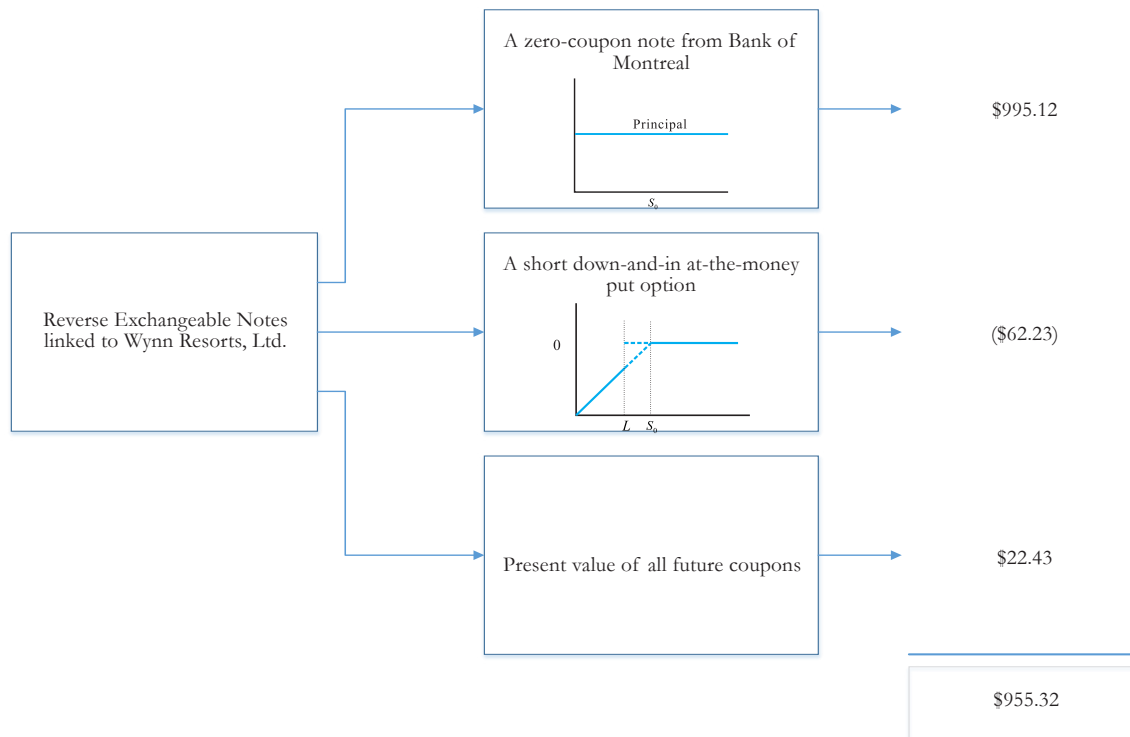 A zero-coupon note from Bank of
Montreal
Principal
S₀
$995.12
Reverse Exchangeable Notes
linked to Wynn Resorts, Ltd.
A short down-and-in at-the-money
put option
0
L S₀
($62.23)
Present value of all future coupons
$22.43
$955.32